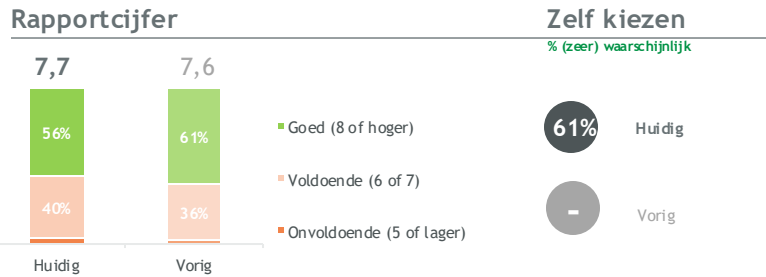 Rapportcijfer
Zelf kiezen
% (zeer) waarschijnlijk
7,7
7,6
56%
61%
40%
36%
Goed (8 of hoger)
Voldoende (6 of 7)
Onvoldoende (5 of lager)
Huidig
Vorig
61%
Huidig
-
Vorig